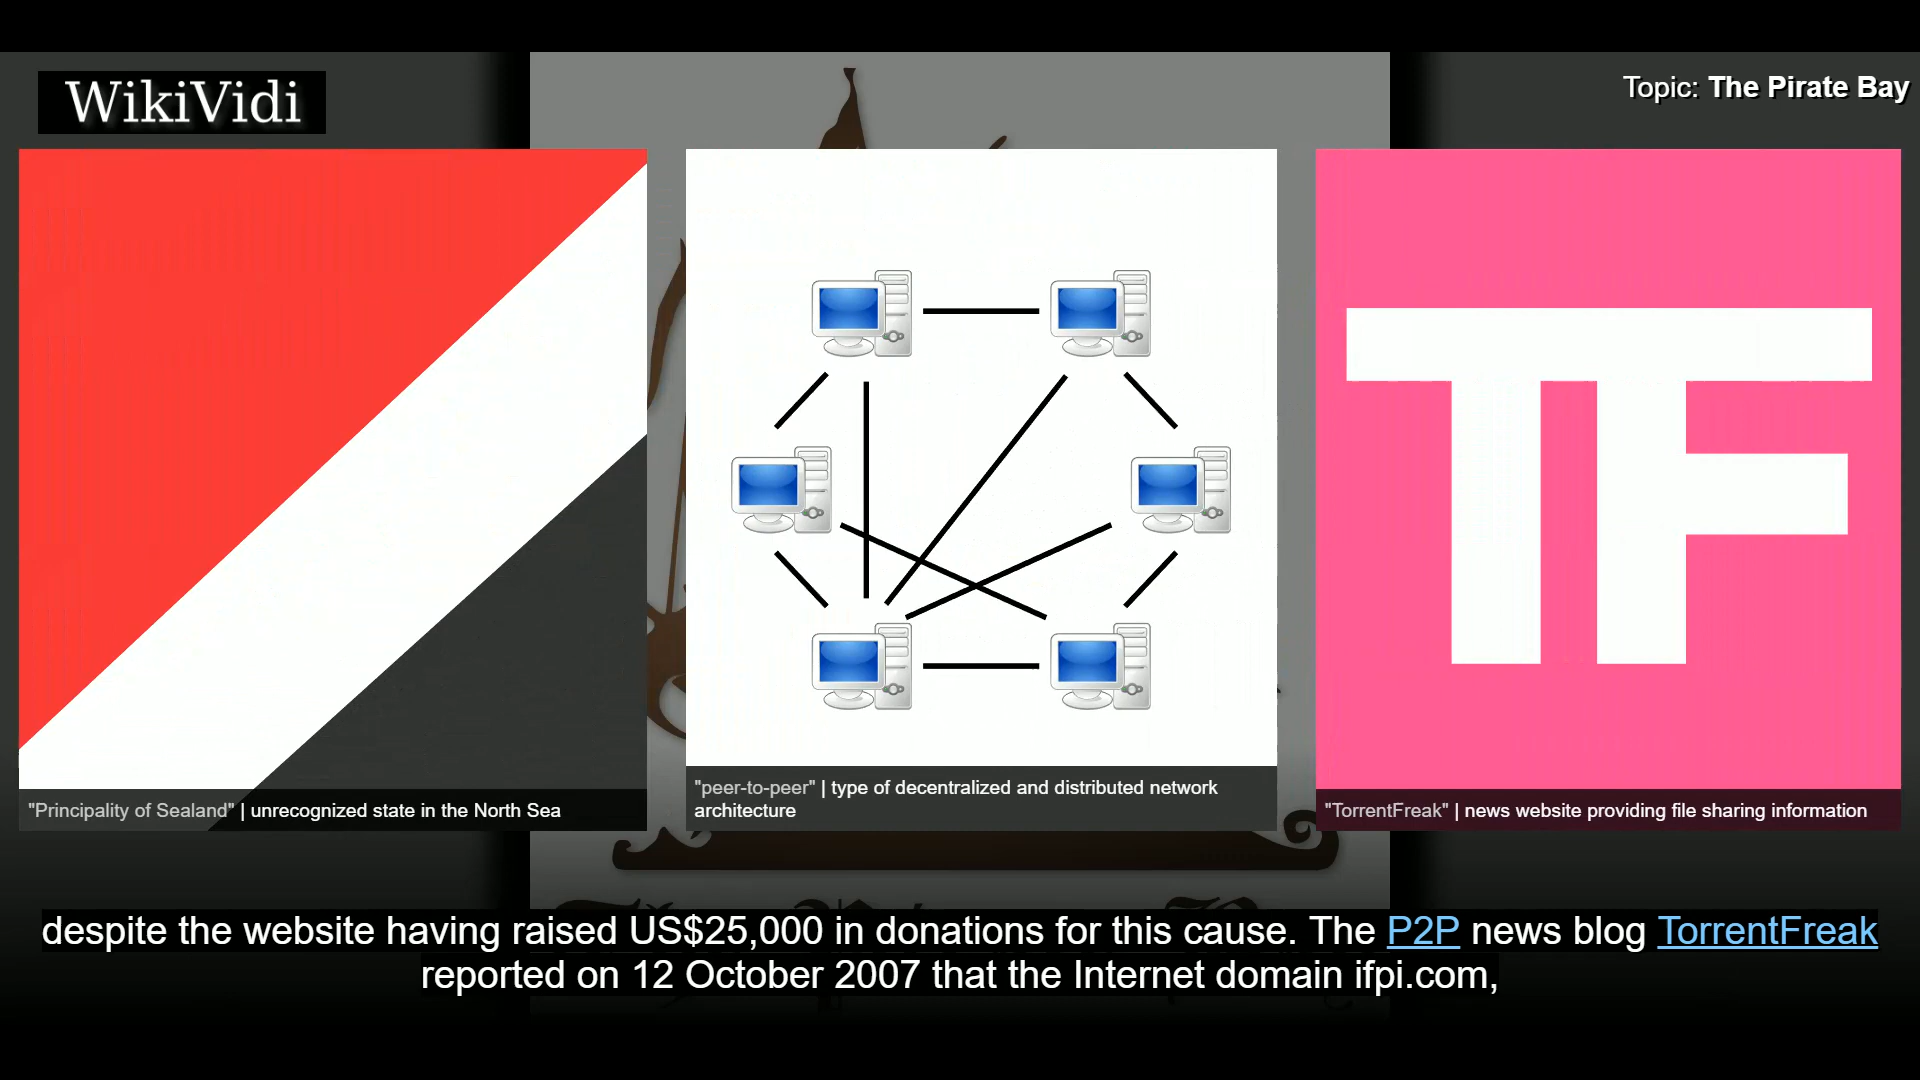 WikiVidi
Topic: The Pirate Bay
TF
"Principality of Sealand" | unrecognized state in the North Sea
"peer-to-peer" | type of decentralized and distributed network
architecture
"TorrentFreak" | news website providing file sharing information
despite the website having raised US$25,000 in donations for this cause. The P2P news blog TorrentFreak
reported on 12 October 2007 that the Internet domain ifpi.com,